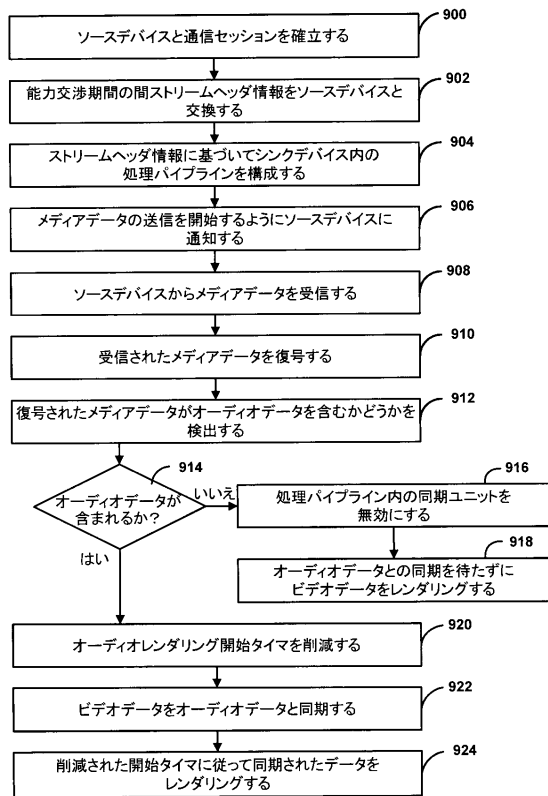 900
ソースデバイスと通信セッションを確立する
902
能力交渉期間の間ストリームヘッダ情報をソースデバイスと
交換する
904
ストリームヘッダ情報に基づいてシンクデバイス内の
処理パイプラインを構成する
906
メディアデータの送信を開始するようにソースデバイスに
通知する
908
ソースデバイスからメディアデータを受信する
910
受信されたメディアデータを復号する
912
復号されたメディアデータがオーディオデータを含むかどうかを
検出する
914
オーディオデータが
含まれるか?
いいえ
はい
916
処理パイプライン内の同期ユニットを
無効にする
918
オーディオデータとの同期を待たずに
ビデオデータをレンダリングする
920
オーディオレンダリング開始タイマを削減する
922
ビデオデータをオーディオデータと同期する
924
削減された開始タイマに従って同期されたデータを
レンダリングする